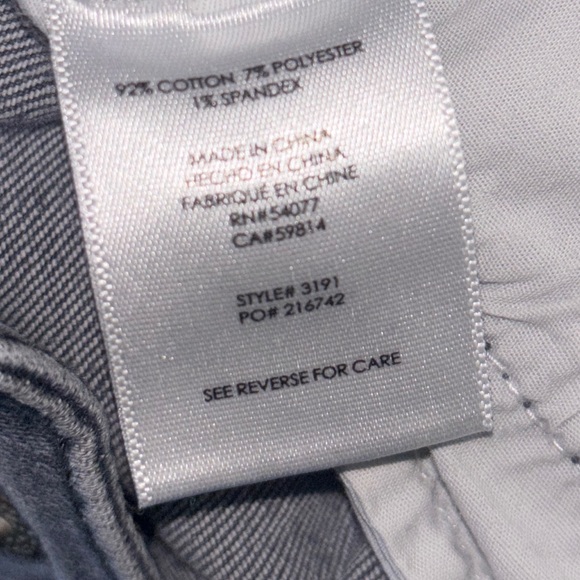 92% COTTON 7% POLYESTER
1% SPANDEX
MADE IN CHINA
HECHO EN CHINA
FABRIQUÉ EN CHINE
RN#54077
CA#59814
STYLE# 3191
PO# 216742
SEE REVERSE FOR CARE